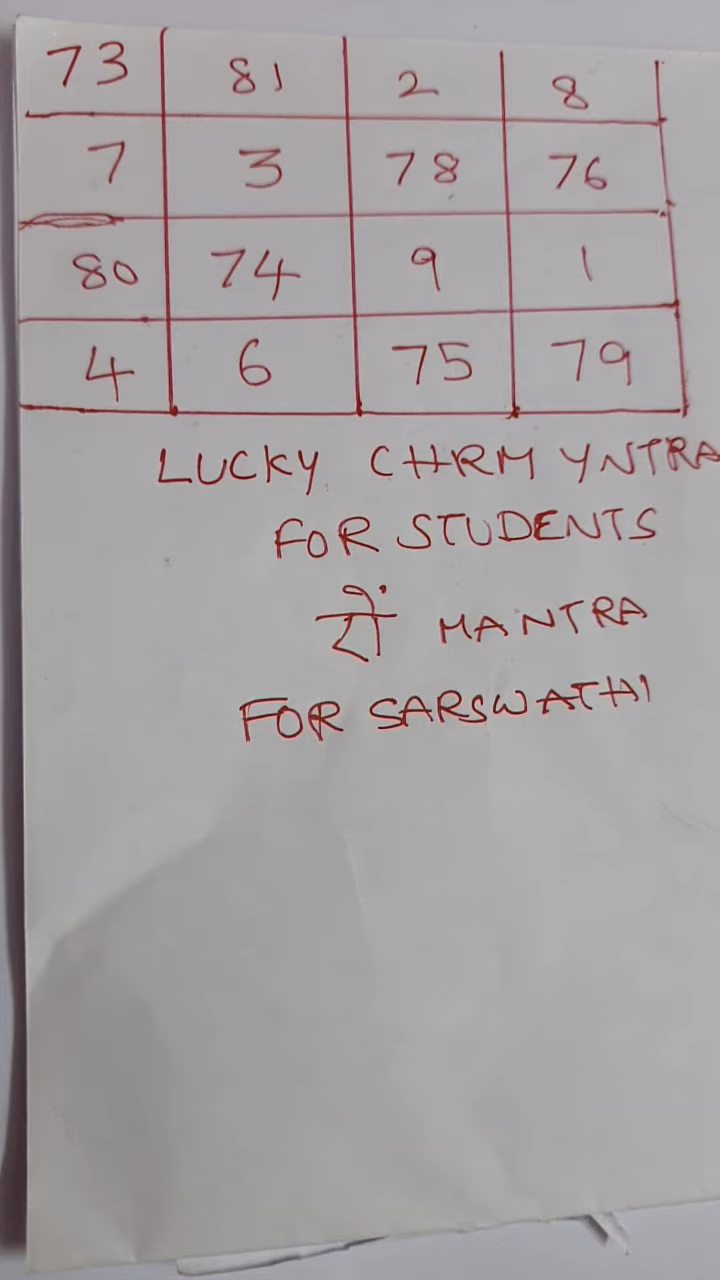 73 81 2 8
7 3 78 76
80 74 9 1
4 6 75 79
LUCKY CHRM YNTRA
FOR STUDENTS
रों MANTRA
FOR SARSWATHI